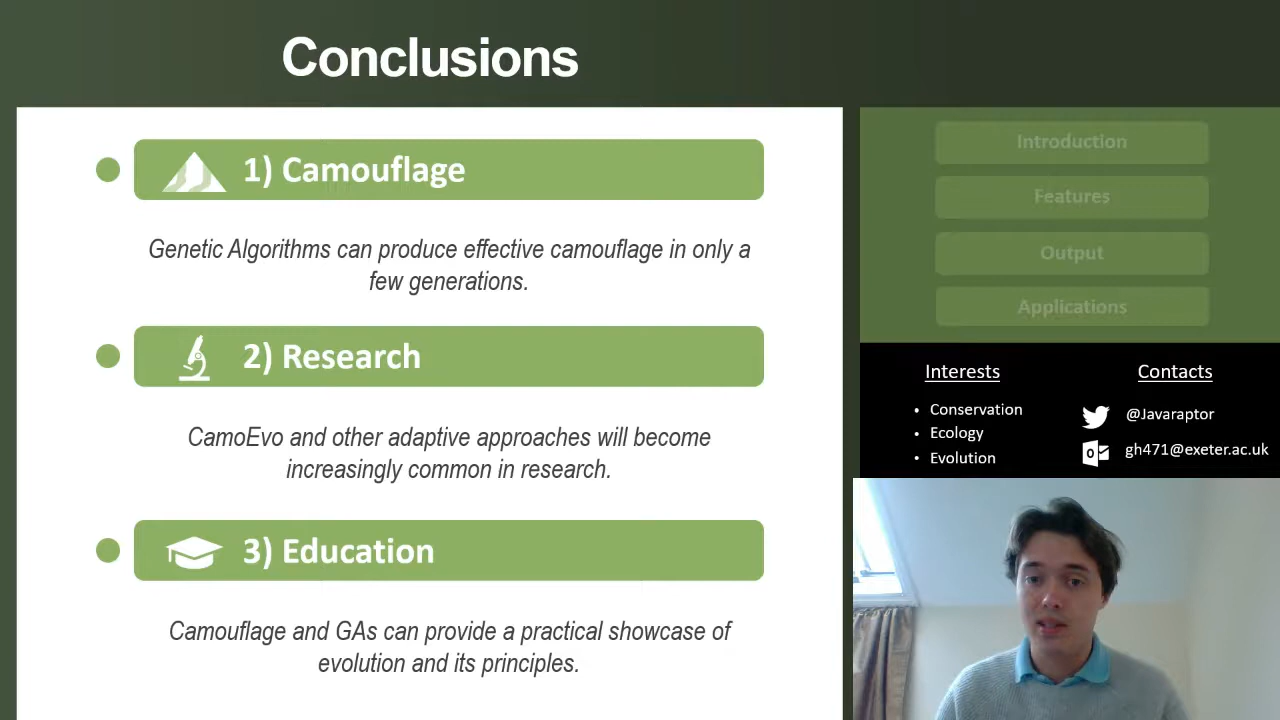 Conclusions
1) Camouflage
Genetic Algorithms can produce effective camouflage in only a
few generations.
2) Research
CamoEvo and other adaptive approaches will become
increasingly common in research.
3) Education
Camouflage and GAs can provide a practical showcase of
evolution and its principles.
Introduction
Features
Output
Applications
Interests
• Conservation
• Ecology
• Evolution
Contacts
@Javaraptor
gh471@exeter.ac.uk